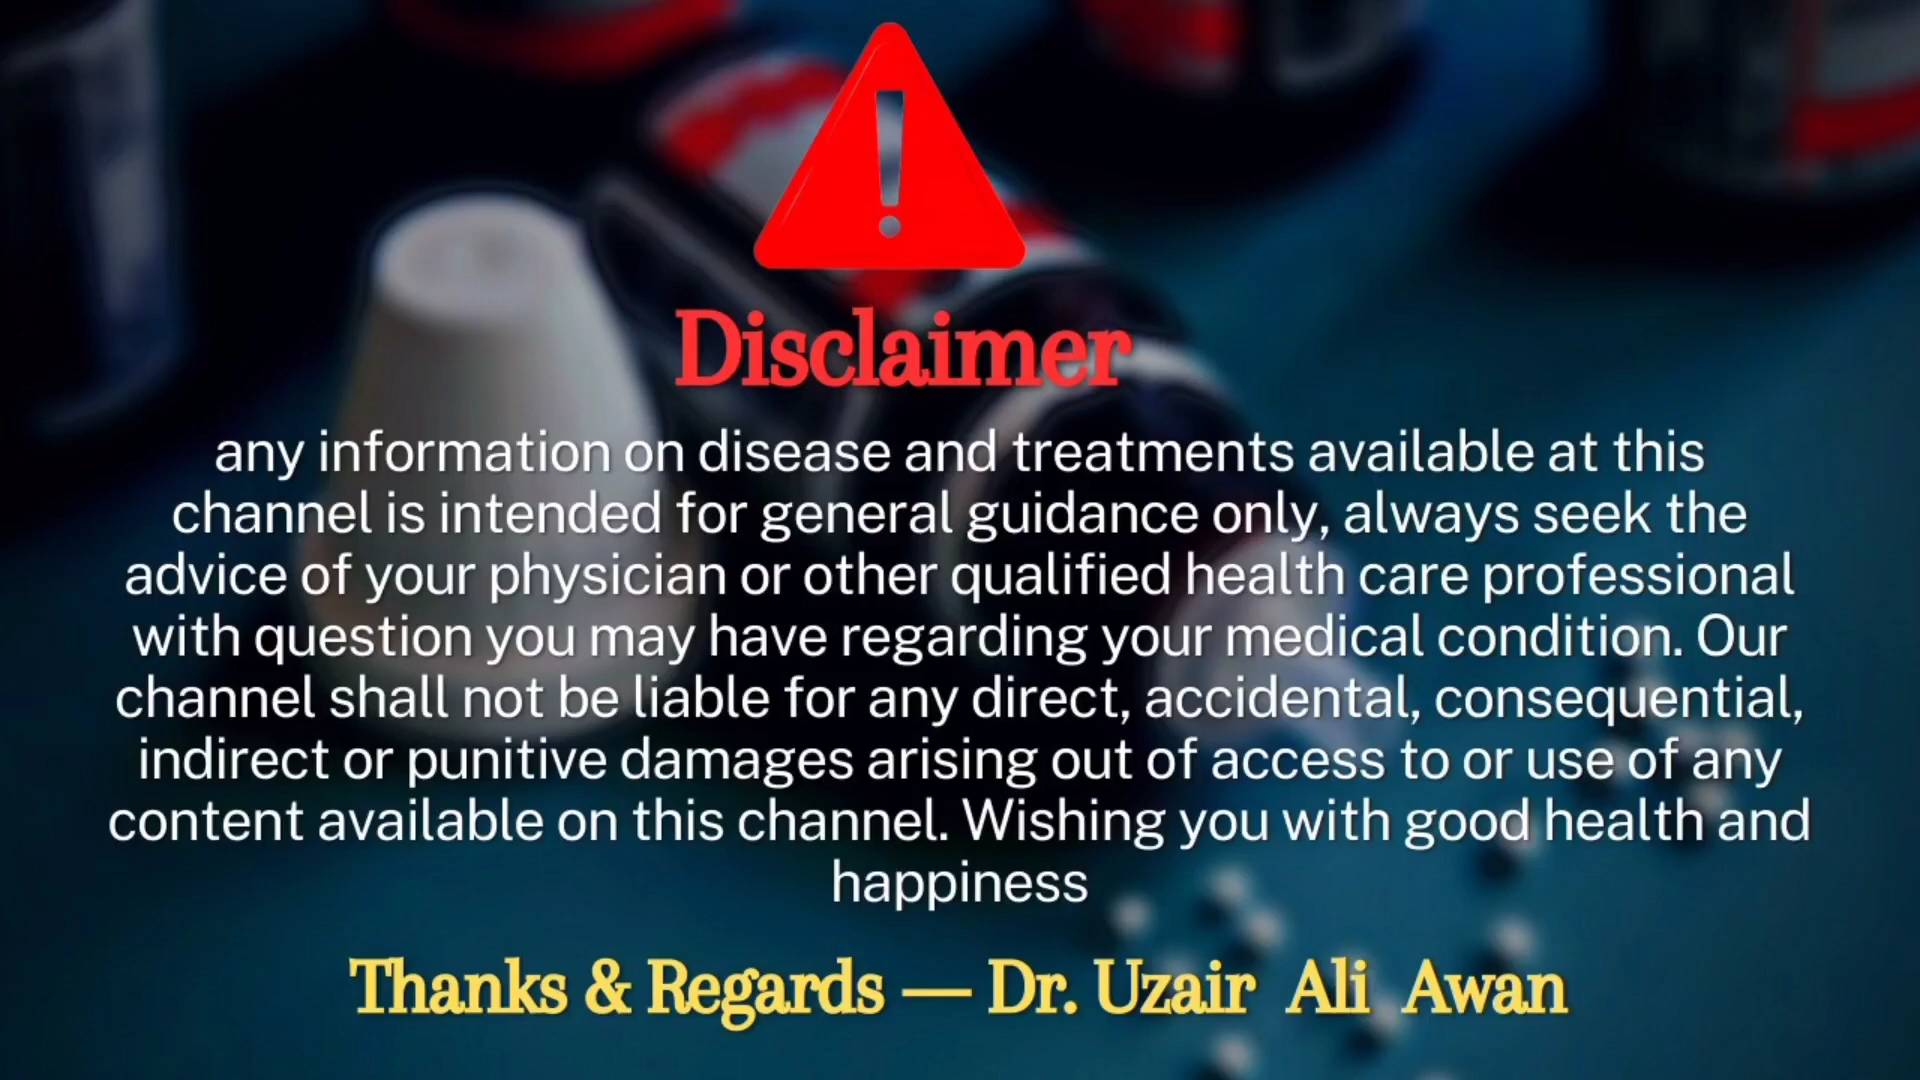 Disclaimer
any information on disease and treatments available at this
channel is intended for general guidance only, always seek the
advice of your physician or other qualified health care professional
with question you may have regarding your medical condition. Our
channel shall not be liable for any direct, accidental, consequential,
indirect or punitive damages arising out of access to or use of any
content available on this channel. Wishing you with good health and
happiness
Thanks & Regards — Dr. Uzair Ali Awan